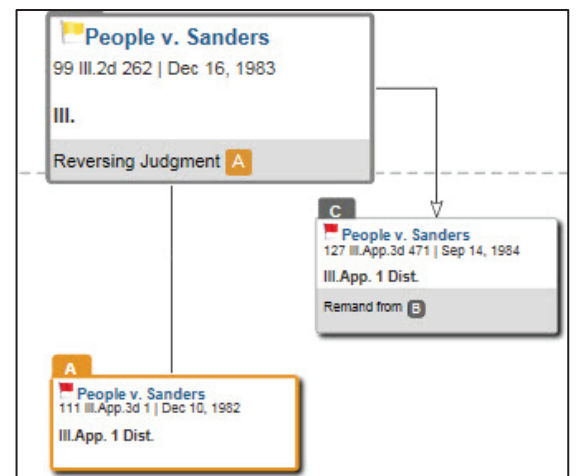 People v. Sanders
99 Ill.2d 262 | Dec 16, 1983
Ill.
Reversing Judgment A
C
People v. Sanders
127 Ill.App.3d 471 | Sep 14, 1984
Ill.App. 1 Dist.
Remand from B
A
People v. Sanders
111 Ill.App.3d 1 | Dec 10, 1982
Ill.App. 1 Dist.